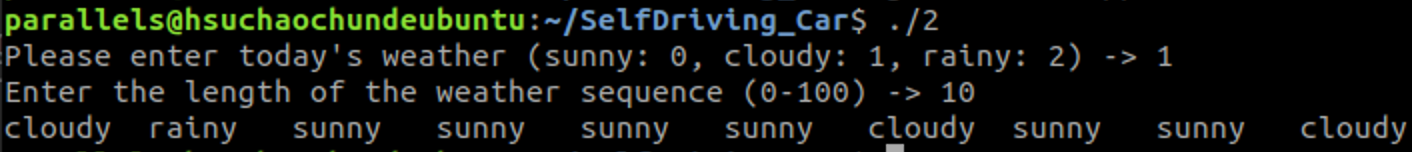 parallels@hsuchaochundeubuntu:~/SelfDriving_Car$ ./2
Please enter today's weather (sunny: 0, cloudy: 1, rainy: 2) -> 1
Enter the length of the weather sequence (0-100) -> 10
cloudy  rainy   sunny   sunny   sunny   sunny   cloudy  sunny   sunny   cloudy